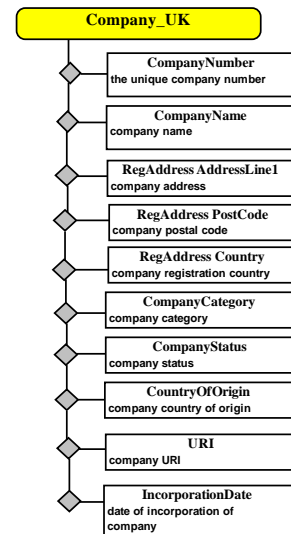 Company_UK
CompanyNumber
the unique company number
CompanyName
company name
RegAddress AddressLine1
company address
RegAddress PostCode
company postal code
RegAddress Country
company registration country
CompanyCategory
company category
CompanyStatus
company status
CountryOfOrigin
company country of origin
URI
company URI
IncorporationDate
date of incorporation of
company